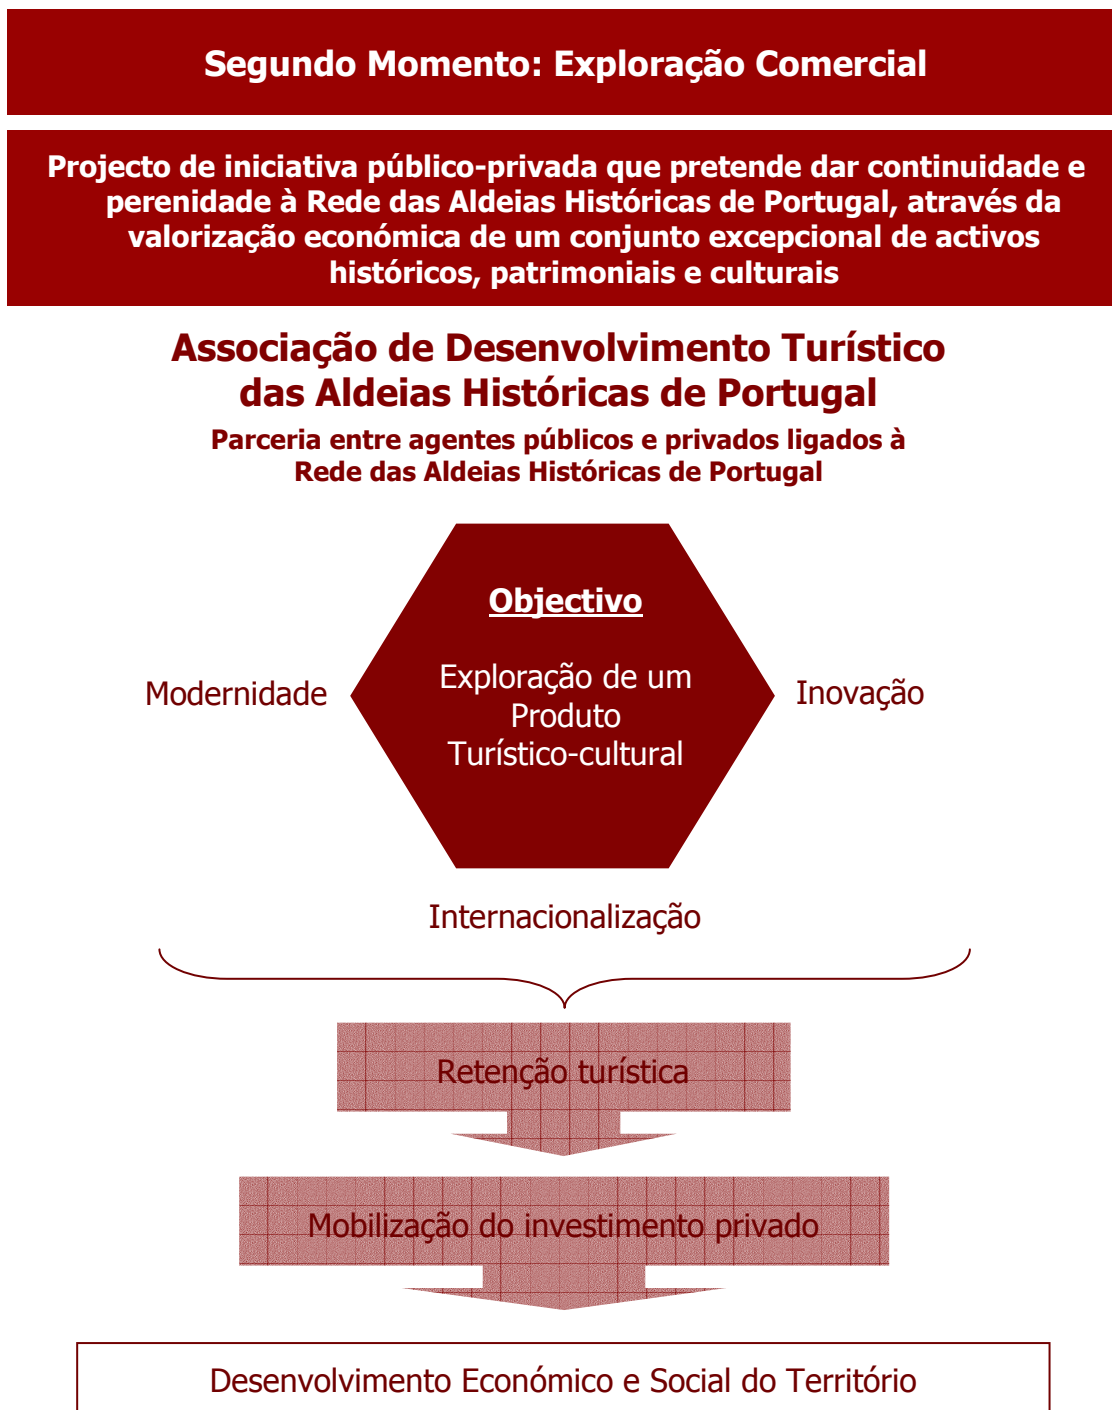 Segundo Momento: Exploração Comercial
Projecto de iniciativa público-privada que pretende dar continuidade e
perenidade à Rede das Aldeias Históricas de Portugal, através da
valorização económica de um conjunto excepcional de activos
históricos, patrimoniais e culturais
Associação de Desenvolvimento Turístico
das Aldeias Históricas de Portugal
Parceria entre agentes públicos e privados ligados à
Rede das Aldeias Históricas de Portugal
Objectivo
Exploração de um
Produto
Turístico-cultural
Modernidade
Inovação
Internacionalização
Retenção turística
Mobilização do investimento privado
Desenvolvimento Económico e Social do Território